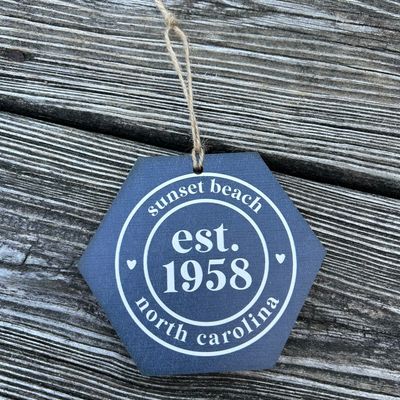 sunset beach
est.
1958
north carolina